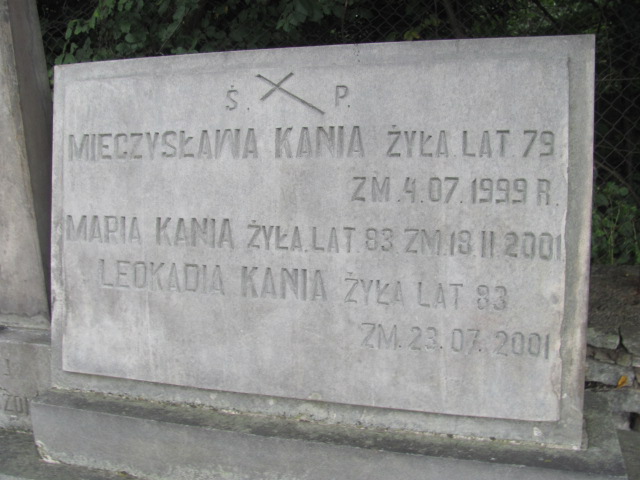 Ś. P.
MIECZYSŁAWA KANIA ŻYŁA LAT 79
ZM. 4.07.1999 R.
MARIA KANIA ŻYŁA LAT 83 ZM 18 II 2001
LEOKADIA KANIA ŻYŁA LAT 83
ZM. 23.07.2001